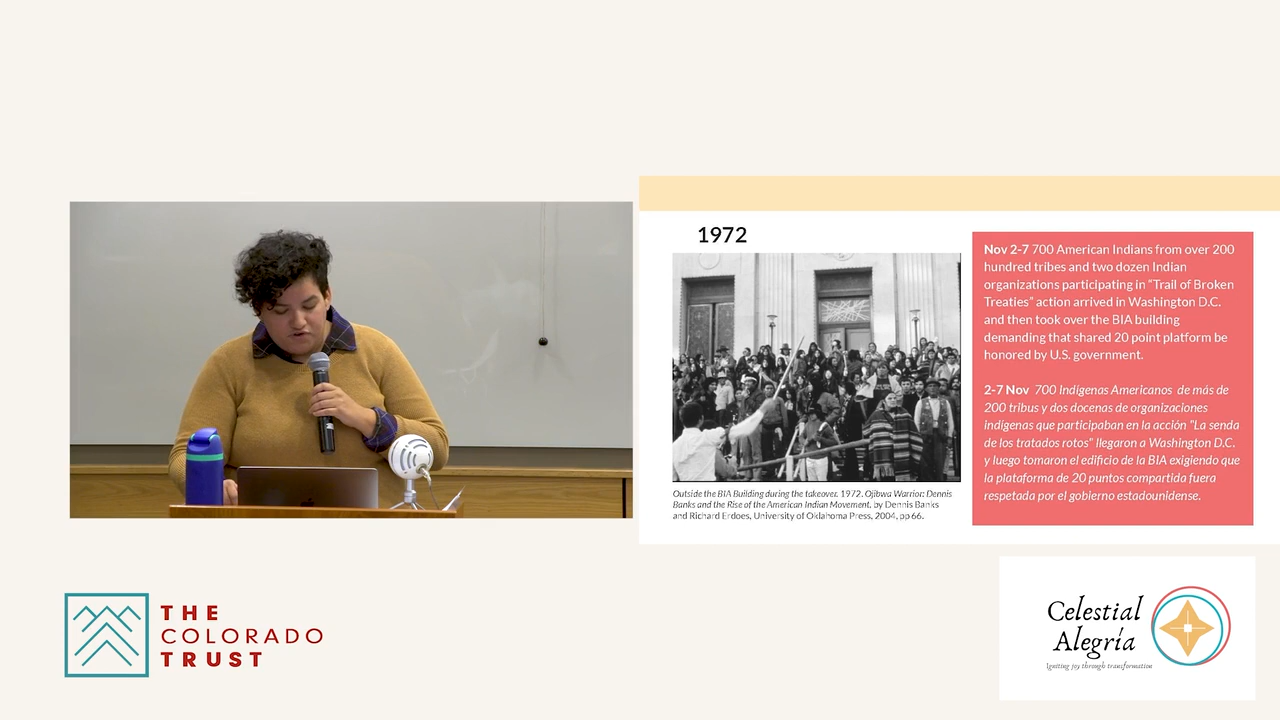 1972
Nov 2-7 700 American Indians from over 200
hundred tribes and two dozen Indian
organizations participating in “Trail of Broken
Treaties” action arrived in Washington D.C.
and then took over the BIA building
demanding that shared 20 point platform be
honored by U.S. government.
2-7 Nov 700 Indígenas Americanos de más de
200 tribus y dos docenas de organizaciones
indígenas que participaban en la acción “La senda
de los tratados rotos” llegaron a Washington D.C.
y luego tomaron el edificio de la BIA exigiendo que
la plataforma de 20 puntos compartida fuera
respetada por el gobierno estadounidense.
Outside the BIA Building during the takeover. 1972. Ojibwa Warrior: Dennis
Banks and the Rise of the American Indian Movement, by Dennis Banks
and Richard Erdoes, University of Oklahoma Press, 2004, pp 66.
THE
COLORADO
TRUST
Celestial
Alegría
Igniting joy through transformation